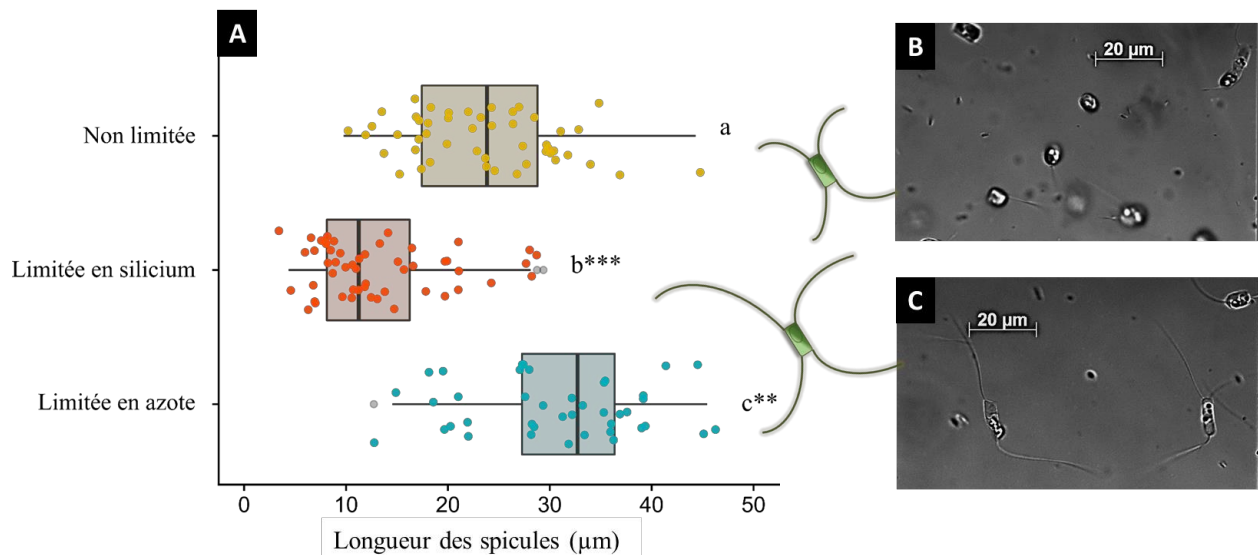 A
Non limitée
a
Limitée en silicium
b***
Limitée en azote
c**
0 10 20 30 40 50
Longueur des spicules (µm)
B
20 µm
C
20 µm